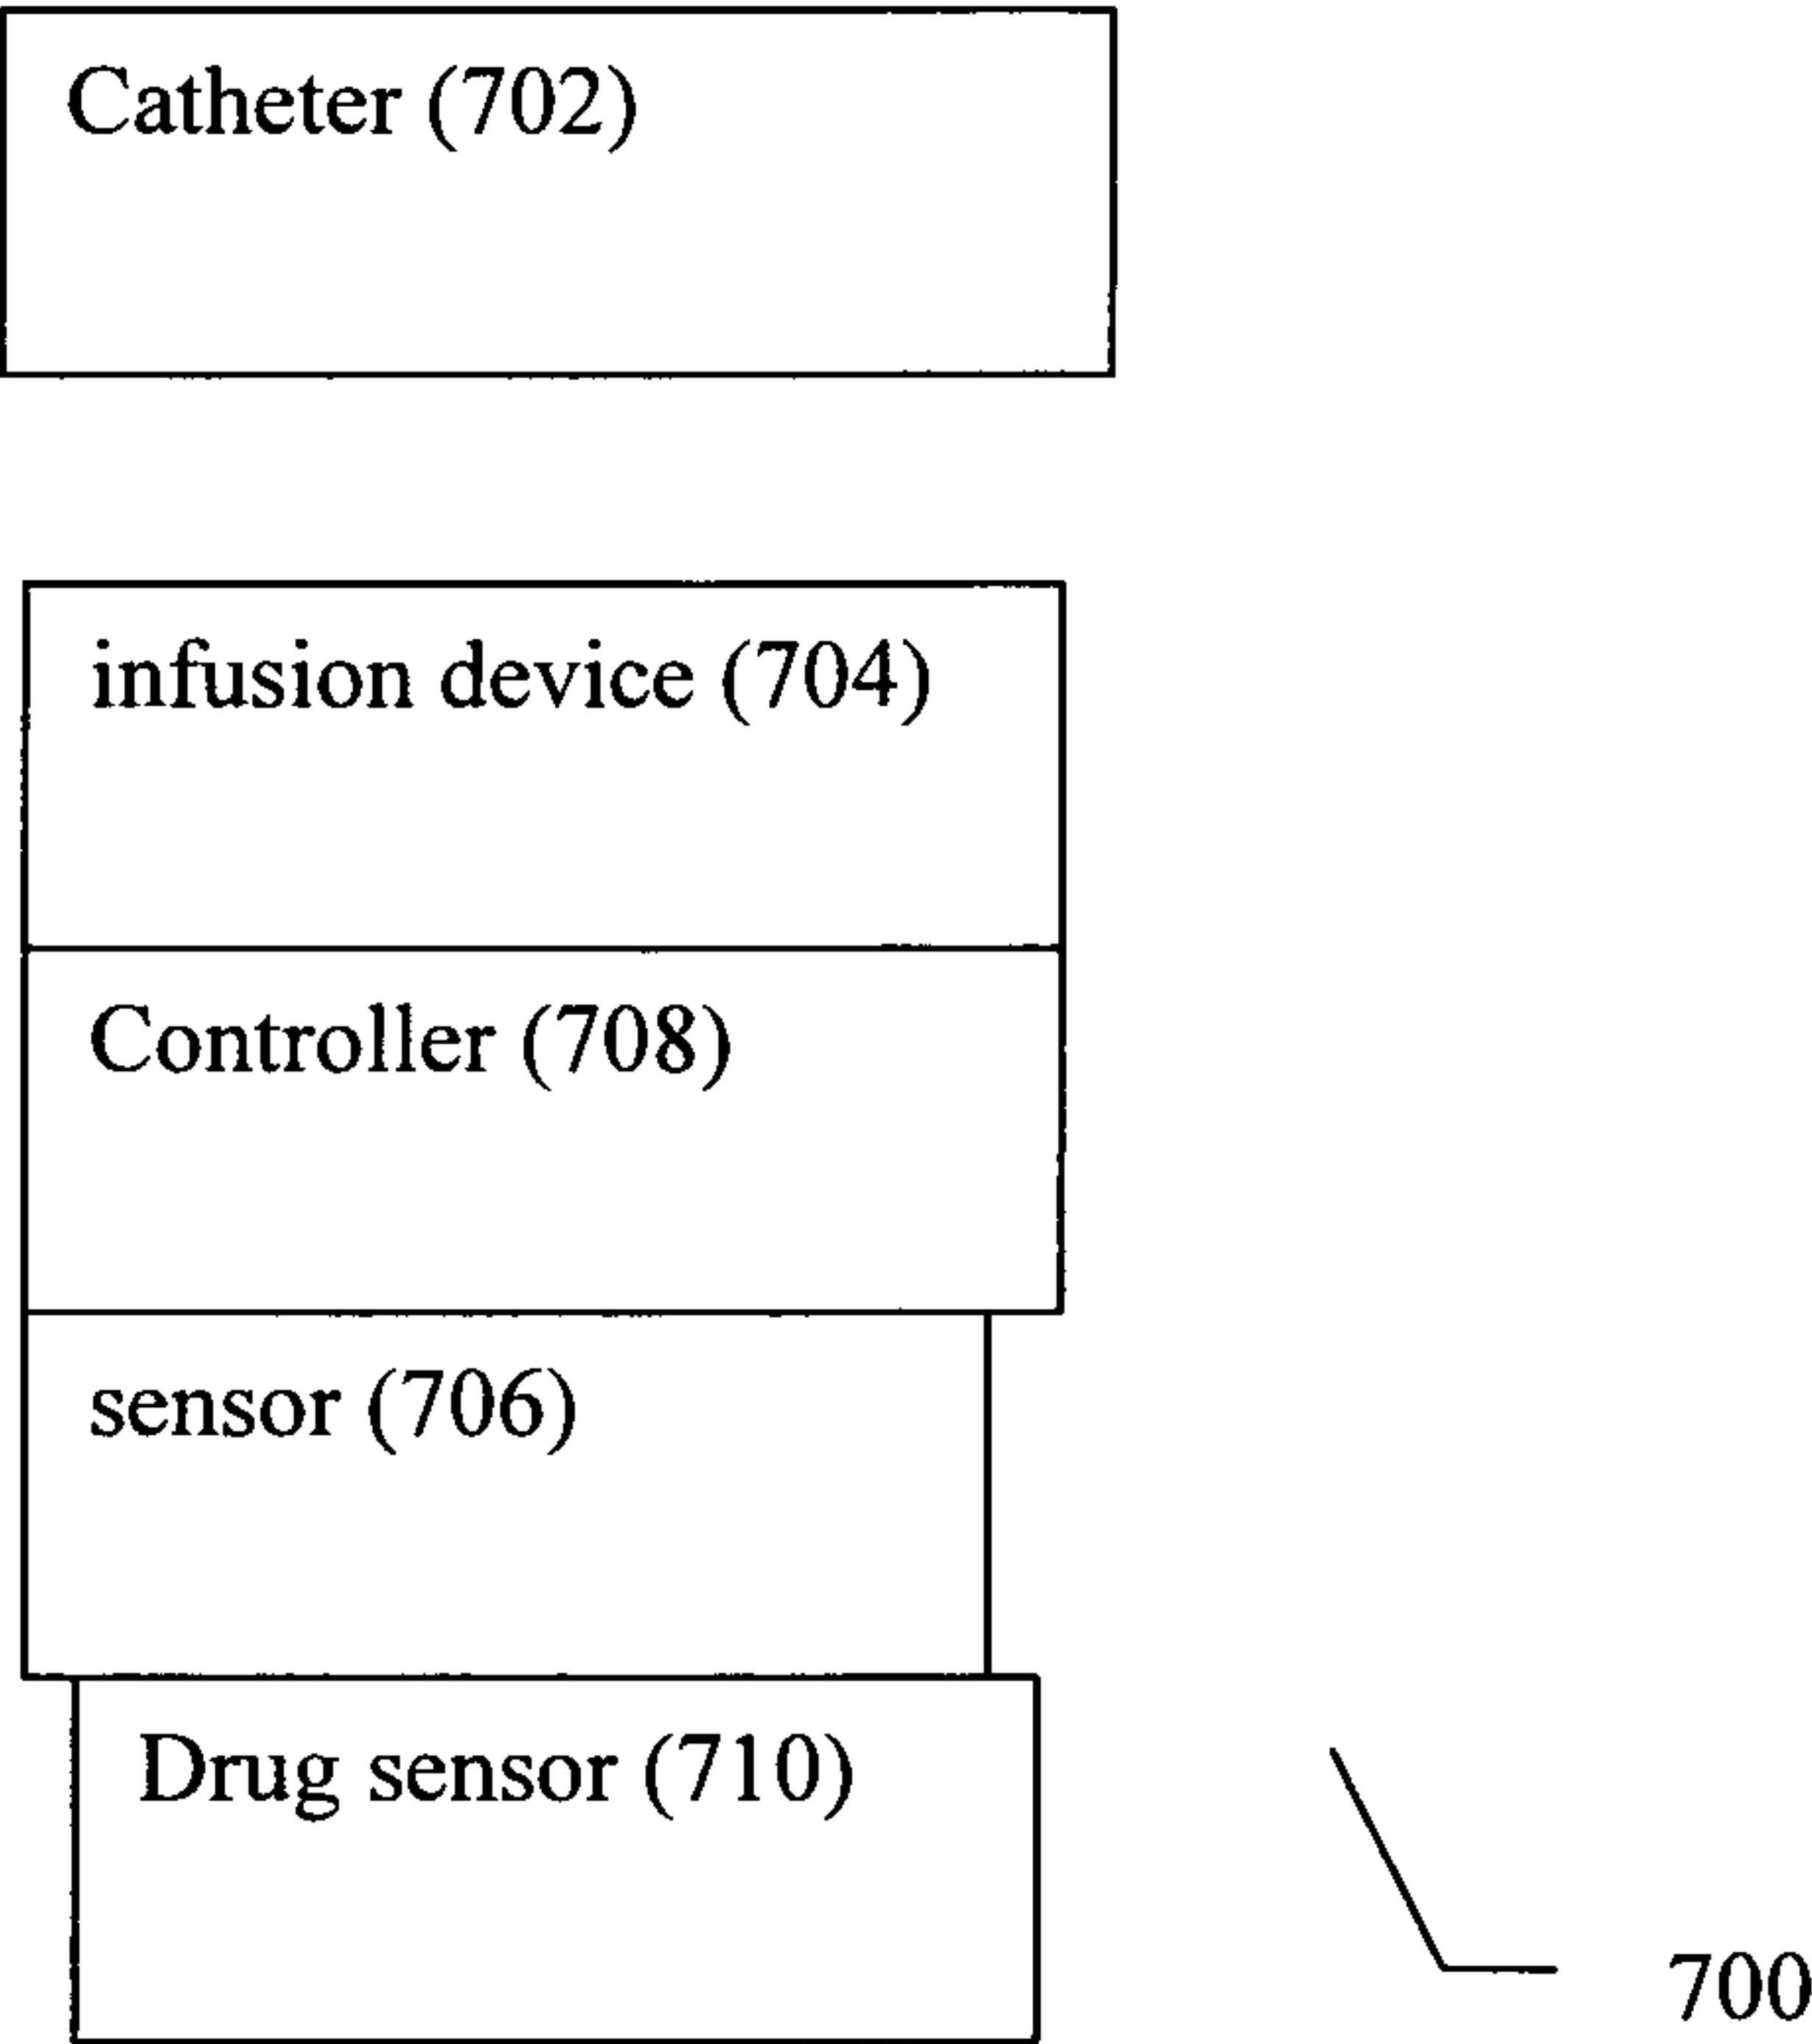 Catheter (702)
infusion device (704)
Controller (708)
sensor (706)
Drug sensor (710)
700